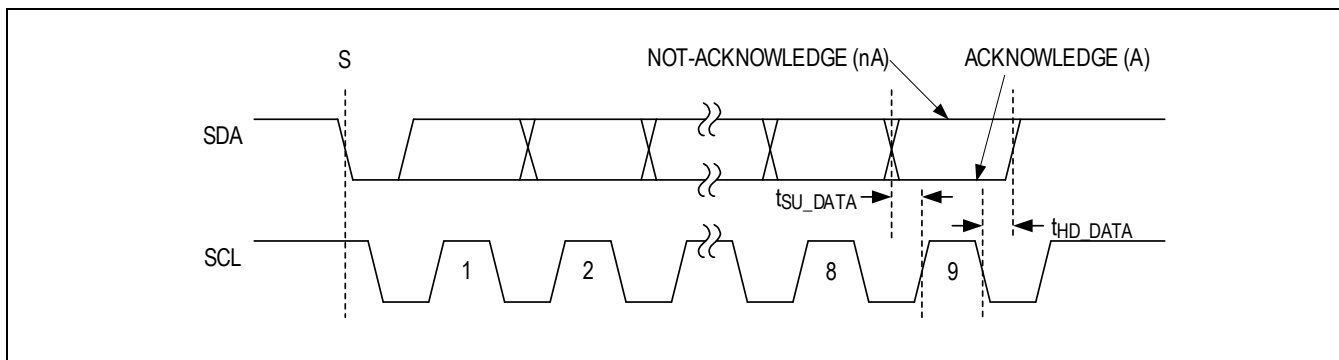 S
NOT-ACKNOWLEDGE (nA)
ACKNOWLEDGE (A)
SDA
tSU_DATA
tHD_DATA
SCL
1
2
8
9